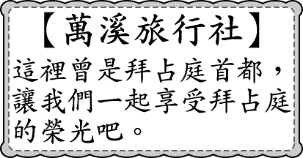 【萬溪旅行社】
這裡曾是拜占庭首都，
讓我們一起享受拜占庭
的榮光吧。